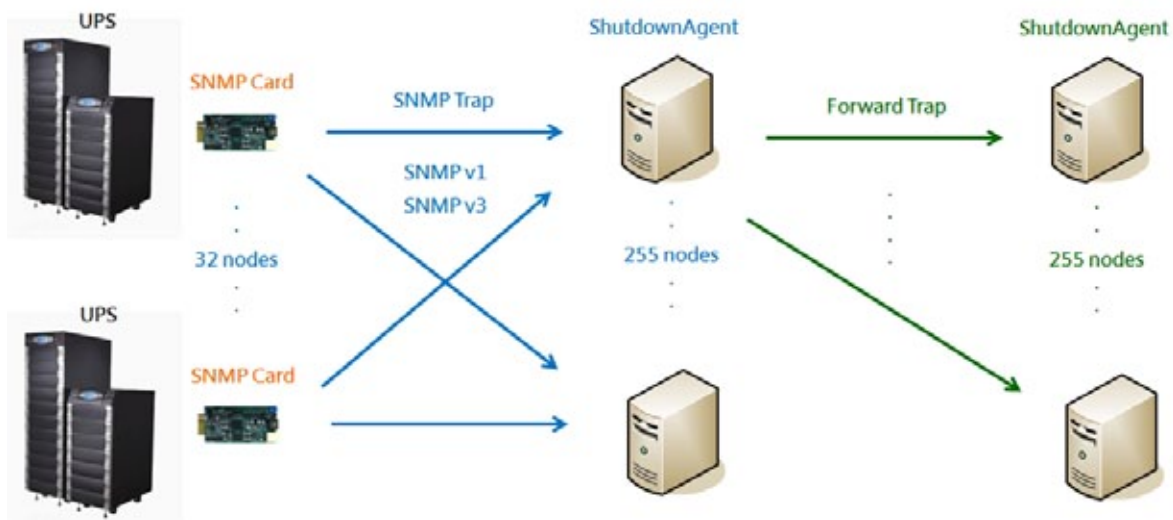 UPS
ShutdownAgent
ShutdownAgent
SNMP Card
SNMP Trap
Forward Trap
SNMP v1
SNMP v3
32 nodes
255 nodes
255 nodes
UPS
SNMP Card